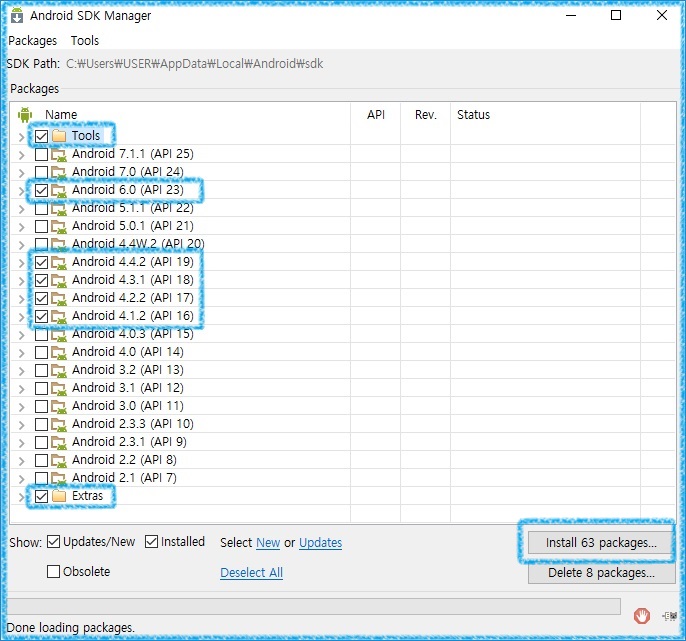 Android SDK Manager
Packages Tools
SDK Path: C:₩Users₩USER₩AppData₩Local₩Android₩sdk
Packages
Name API Rev. Status
Tools
Android 7.1.1 (API 25)
Android 7.0 (API 24)
Android 6.0 (API 23)
Android 5.1.1 (API 22)
Android 5.0.1 (API 21)
Android 4.4W.2 (API 20)
Android 4.4.2 (API 19)
Android 4.3.1 (API 18)
Android 4.2.2 (API 17)
Android 4.1.2 (API 16)
Android 4.0.3 (API 15)
Android 4.0 (API 14)
Android 3.2 (API 13)
Android 3.1 (API 12)
Android 3.0 (API 11)
Android 2.3.3 (API 10)
Android 2.3.1 (API 9)
Android 2.2 (API 8)
Android 2.1 (API 7)
Extras
Show: Updates/New Installed Select New or Updates Install 63 packages...
Obsolete Deselect All Delete 8 packages...
Done loading packages.